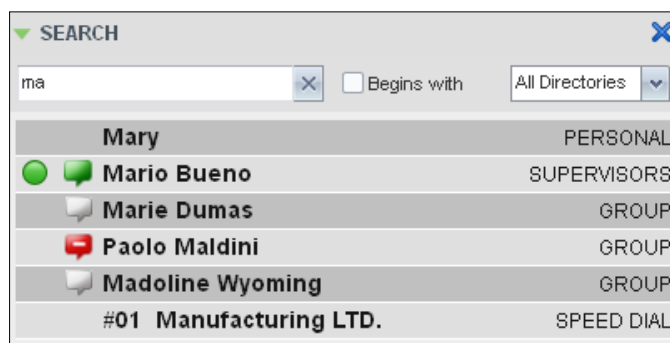 SEARCH
ma Begins with All Directories
Mary PERSONAL
Mario Bueno SUPERVISORS
Marie Dumas GROUP
Paolo Maldini GROUP
Madoline Wyoming GROUP
#01 Manufacturing LTD. SPEED DIAL